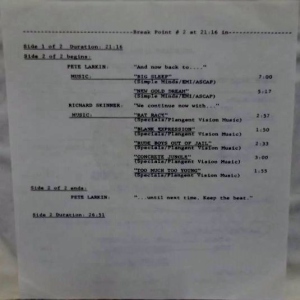 Break Point # 2 at 21:16 in
Side 1 of 2 Duration: 21:16
Side 2 of 2 begins:
PETE LARKIN: "And now back to...."
MUSIC: "BIG SLEEP" 7:00
(Simple Minds/EMI/ASCAP)
"NEW GOLD DREAM" 5:17
(Simple Minds/EMI/ASCAP)
RICHARD SKINNER: "We continue now with..."
MUSIC: "RAT RACE" 2:57
(Specials/Plangent Vision Music)
"BLANK EXPRESSION" 1:50
(Specials/Plangent Vision Music)
"RUDE BOYS OUT OF JAIL" 2:33
(Specials/Plangent Vision Music)
"CONCRETE JUNGLE" 3:00
(Specials/Plangent Vision Music)
"TOO MUCH TOO YOUNG" 1:55
(Specials/Plangent Vision Music)
Side 2 of 2 ends:
PETE LARKIN: "...until next time. Keep the beat."
Side 2 Duration: 26:51